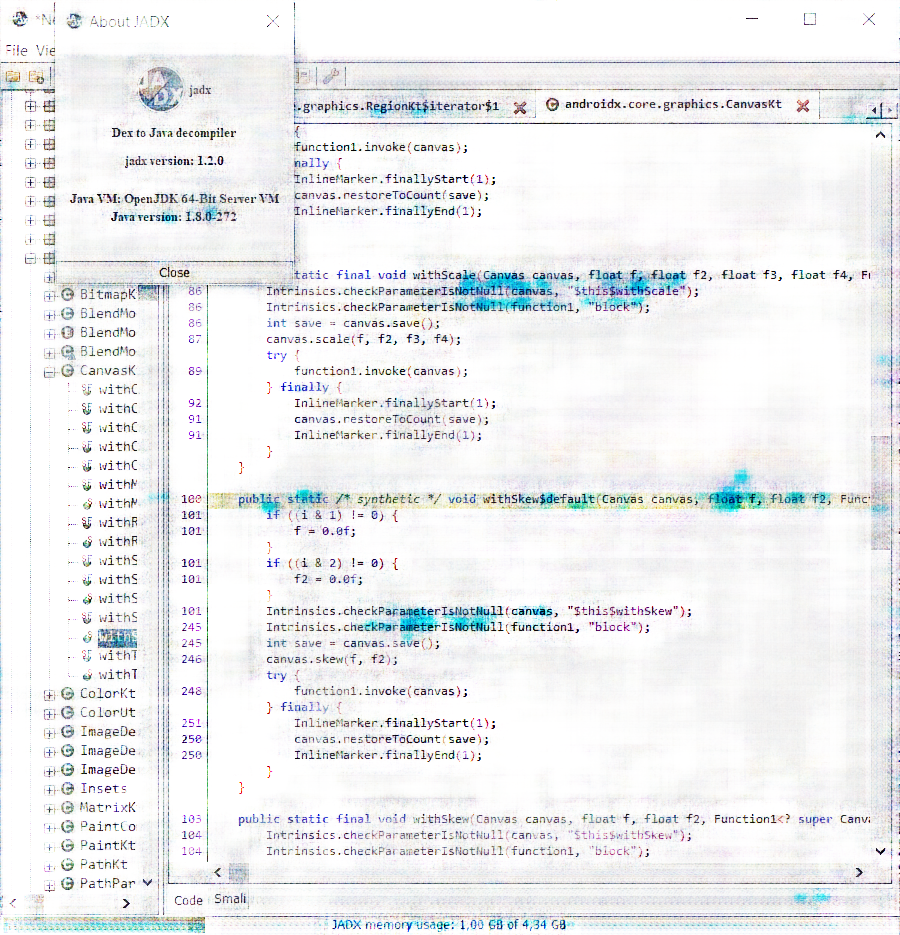 *Ne
About JADX
File Vie
jadx
Dex to Java decompiler
jadx version: 1.2.0
Java VM: OpenJDK 64-Bit Server VM
Java version: 1.8.0-272
Close
.graphics.RegionKt$iterator$1
androidx.core.graphics.CanvasKt
{
function1.invoke(canvas);
nally {
InlineMarker.finallyStart(1);
canvas.restoreToCount(save);
InlineMarker.finallyEnd(1);
tatic final void withScale(Canvas canvas, float f, float f2, float f3, float f4, F
86 Intrinsics.checkParameterIsNotNull(canvas, "$this$withScale");
86 Intrinsics.checkParameterIsNotNull(function1, "block");
86 int save = canvas.save();
87 canvas.scale(f, f2, f3, f4);
try {
89 function1.invoke(canvas);
} finally {
92 InlineMarker.finallyStart(1);
91 canvas.restoreToCount(save);
91 InlineMarker.finallyEnd(1);
}
}
100 public static /* synthetic */ void withSkew$default(Canvas canvas, float f, float f2, Func
101 if ((i & 1) != 0) {
101 f = 0.0f;
}
101 if ((i & 2) != 0) {
101 f2 = 0.0f;
}
101 Intrinsics.checkParameterIsNotNull(canvas, "$this$withSkew");
245 Intrinsics.checkParameterIsNotNull(function1, "block");
245 int save = canvas.save();
246 canvas.skew(f, f2);
try {
248 function1.invoke(canvas);
} finally {
251 InlineMarker.finallyStart(1);
250 canvas.restoreToCount(save);
250 InlineMarker.finallyEnd(1);
}
}
103 public static final void withSkew(Canvas canvas, float f, float f2, Function1<? super Canv
104 Intrinsics.checkParameterIsNotNull(canvas, "$this$withSkew");
104 Intrinsics.checkParameterIsNotNull(function1, "block");
BitmapK
BlendMo
BlendMo
BlendMo
CanvasK
withC
withC
withC
withC
withC
withM
withM
withR
withR
withS
withS
withS
withS
withS
withT
withT
ColorKt
ColorUt
ImageDe
ImageDe
ImageDe
Insets
MatrixK
PaintCo
PaintKt
PathKt
PathPar
Code Smali
JADX memory usage: 1,00 GB of 4,34 GB